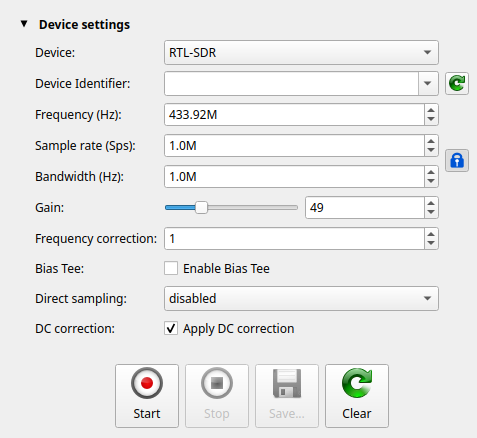 Device settings
Device: RTL-SDR
Device Identifier:
Frequency (Hz): 433.92M
Sample rate (Sps): 1.0M
Bandwidth (Hz): 1.0M
Gain: 49
Frequency correction: 1
Bias Tee: Enable Bias Tee
Direct sampling: disabled
DC correction: Apply DC correction
Start Stop Save... Clear